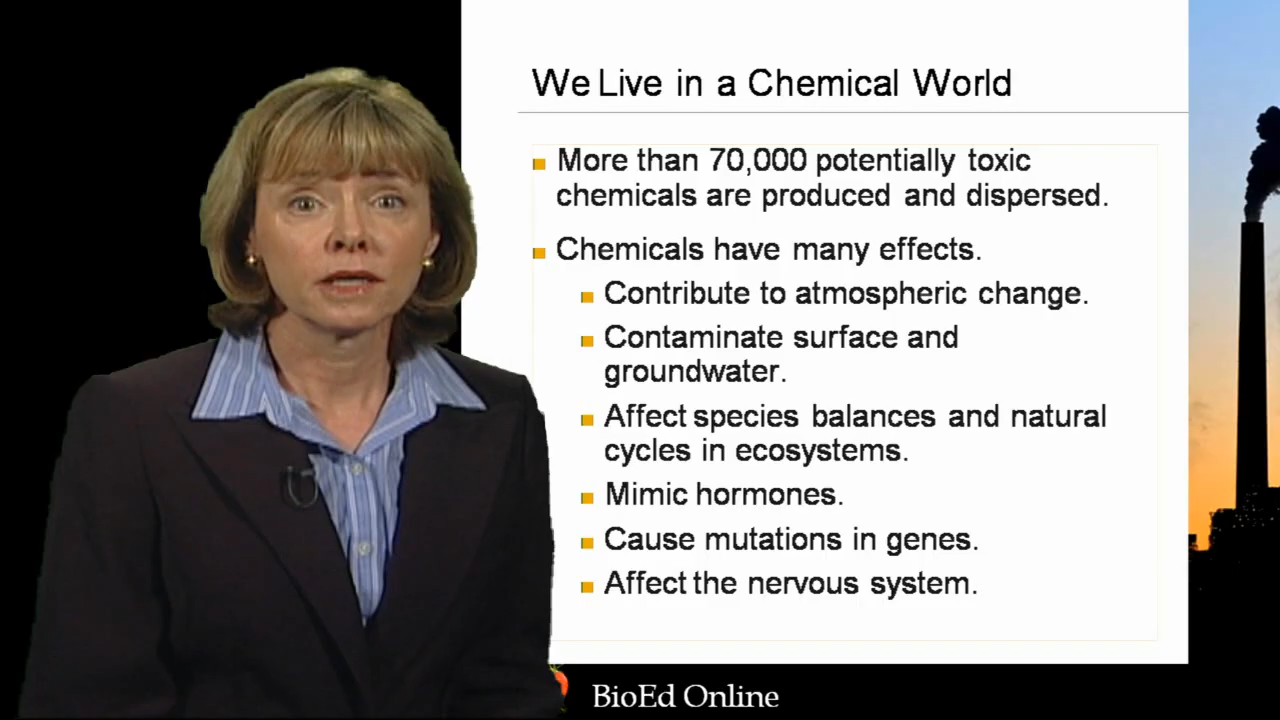 We Live in a Chemical World
More than 70,000 potentially toxic
chemicals are produced and dispersed.
Chemicals have many effects.
Contribute to atmospheric change.
Contaminate surface and
groundwater.
Affect species balances and natural
cycles in ecosystems.
Mimic hormones.
Cause mutations in genes.
Affect the nervous system.
BioEd Online